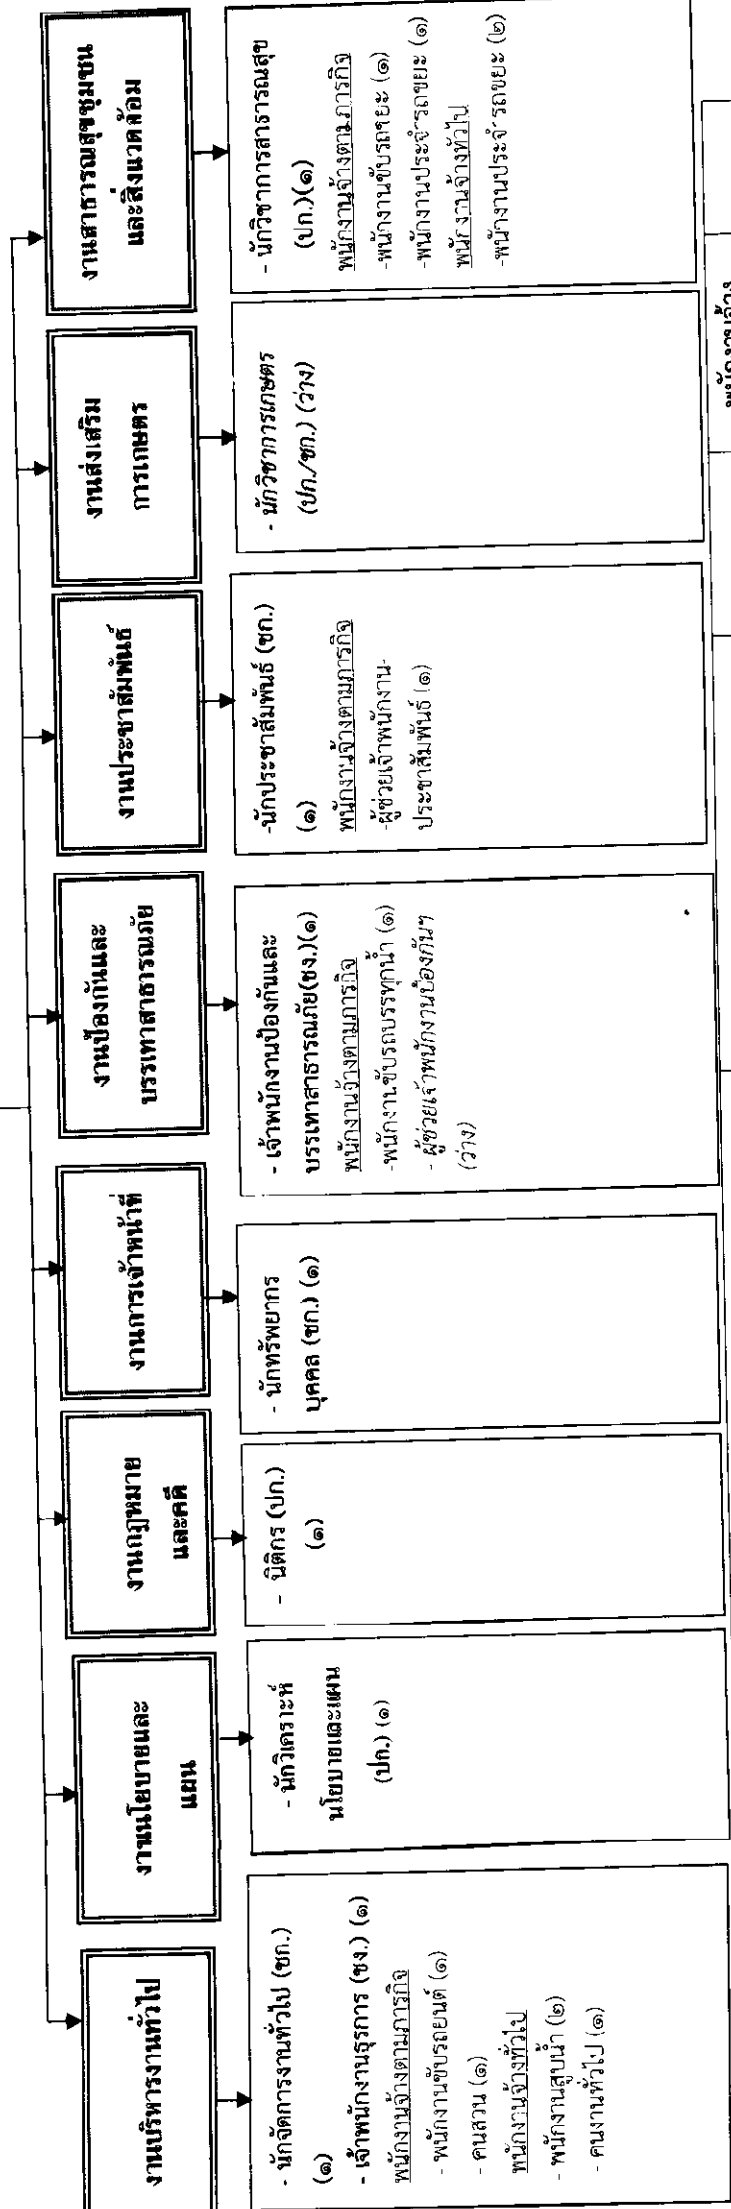 งานบริหารงานทั่วไป
- นักจัดการงานทั่วไป (ชก.)
(๑)
- เจ้าพนักงานธุรการ (ชง.) (๑)
พนักงานจ้างตามภารกิจ
- พนักงานขับรถยนต์ (๑)
- คนสวน (๑)
พนักงานจ้างทั่วไป
- พนักงานสูบน้ำ (๒)
- คนงานทั่วไป (๑)
งานนโยบายและ
แผน
- นักวิเคราะห์
นโยบายและแผน
(ปก.) (๑)
งานกฎหมาย
และคดี
- นิติกร (ปก.)
(๑)
งานการเจ้าหน้าที่
- นักทรัพยากร
บุคคล (ชก.) (๑)
งานป้องกันและ
บรรเทาสาธารณภัย
- เจ้าพนักงานป้องกันและ
บรรเทาสาธารณภัย(ชง.)(๑)
พนักงานจ้างตามภารกิจ
-พนักงานขับรถบรรทุกน้ำ (๑)
- ผู้ช่วยเจ้าพนักงานป้องกันฯ
(ว่าง)
งานประชาสัมพันธ์
-นักประชาสัมพันธ์ (ชก.)
(๑)
พนักงานจ้างตามภารกิจ
-ผู้ช่วยเจ้าพนักงาน-
ประชาสัมพันธ์ (๑)
งานส่งเสริม
การเกษตร
- นักวิชาการเกษตร
(ปก./ชก.) (ว่าง)
งานสาธารณสุขชุมชน
และสิ่งแวดล้อม
- นักวิชาการสาธารณสุข
(ปก.)(๑)
พนักงานจ้างตามภารกิจ
-พนักงานขับรถขยะ (๑)
-พนักงานประจำรถขยะ (๑)
พนักงานจ้างทั่วไป
-พนักงานประจำรถขยะ (๒)
พนักงานจ้าง